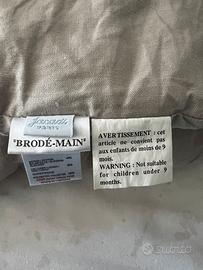 Jacadi
PARIS
"BRODÉ-MAIN"
AVERTISSEMENT : cet
article ne convient pas
aux enfants de moins de 9
mois.
WARNING : Not suitable
for children under 9
months.
subito